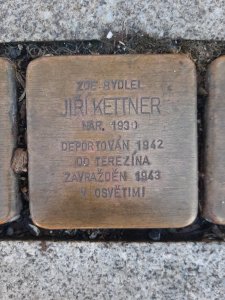 ZDE BYDLEL
JIŘÍ KETTNER
NAR. 1930
DEPORTOVÁN 1942
DO TEREZÍNA
ZAVRAŽDĚN 1943
V OSVĚTIMI